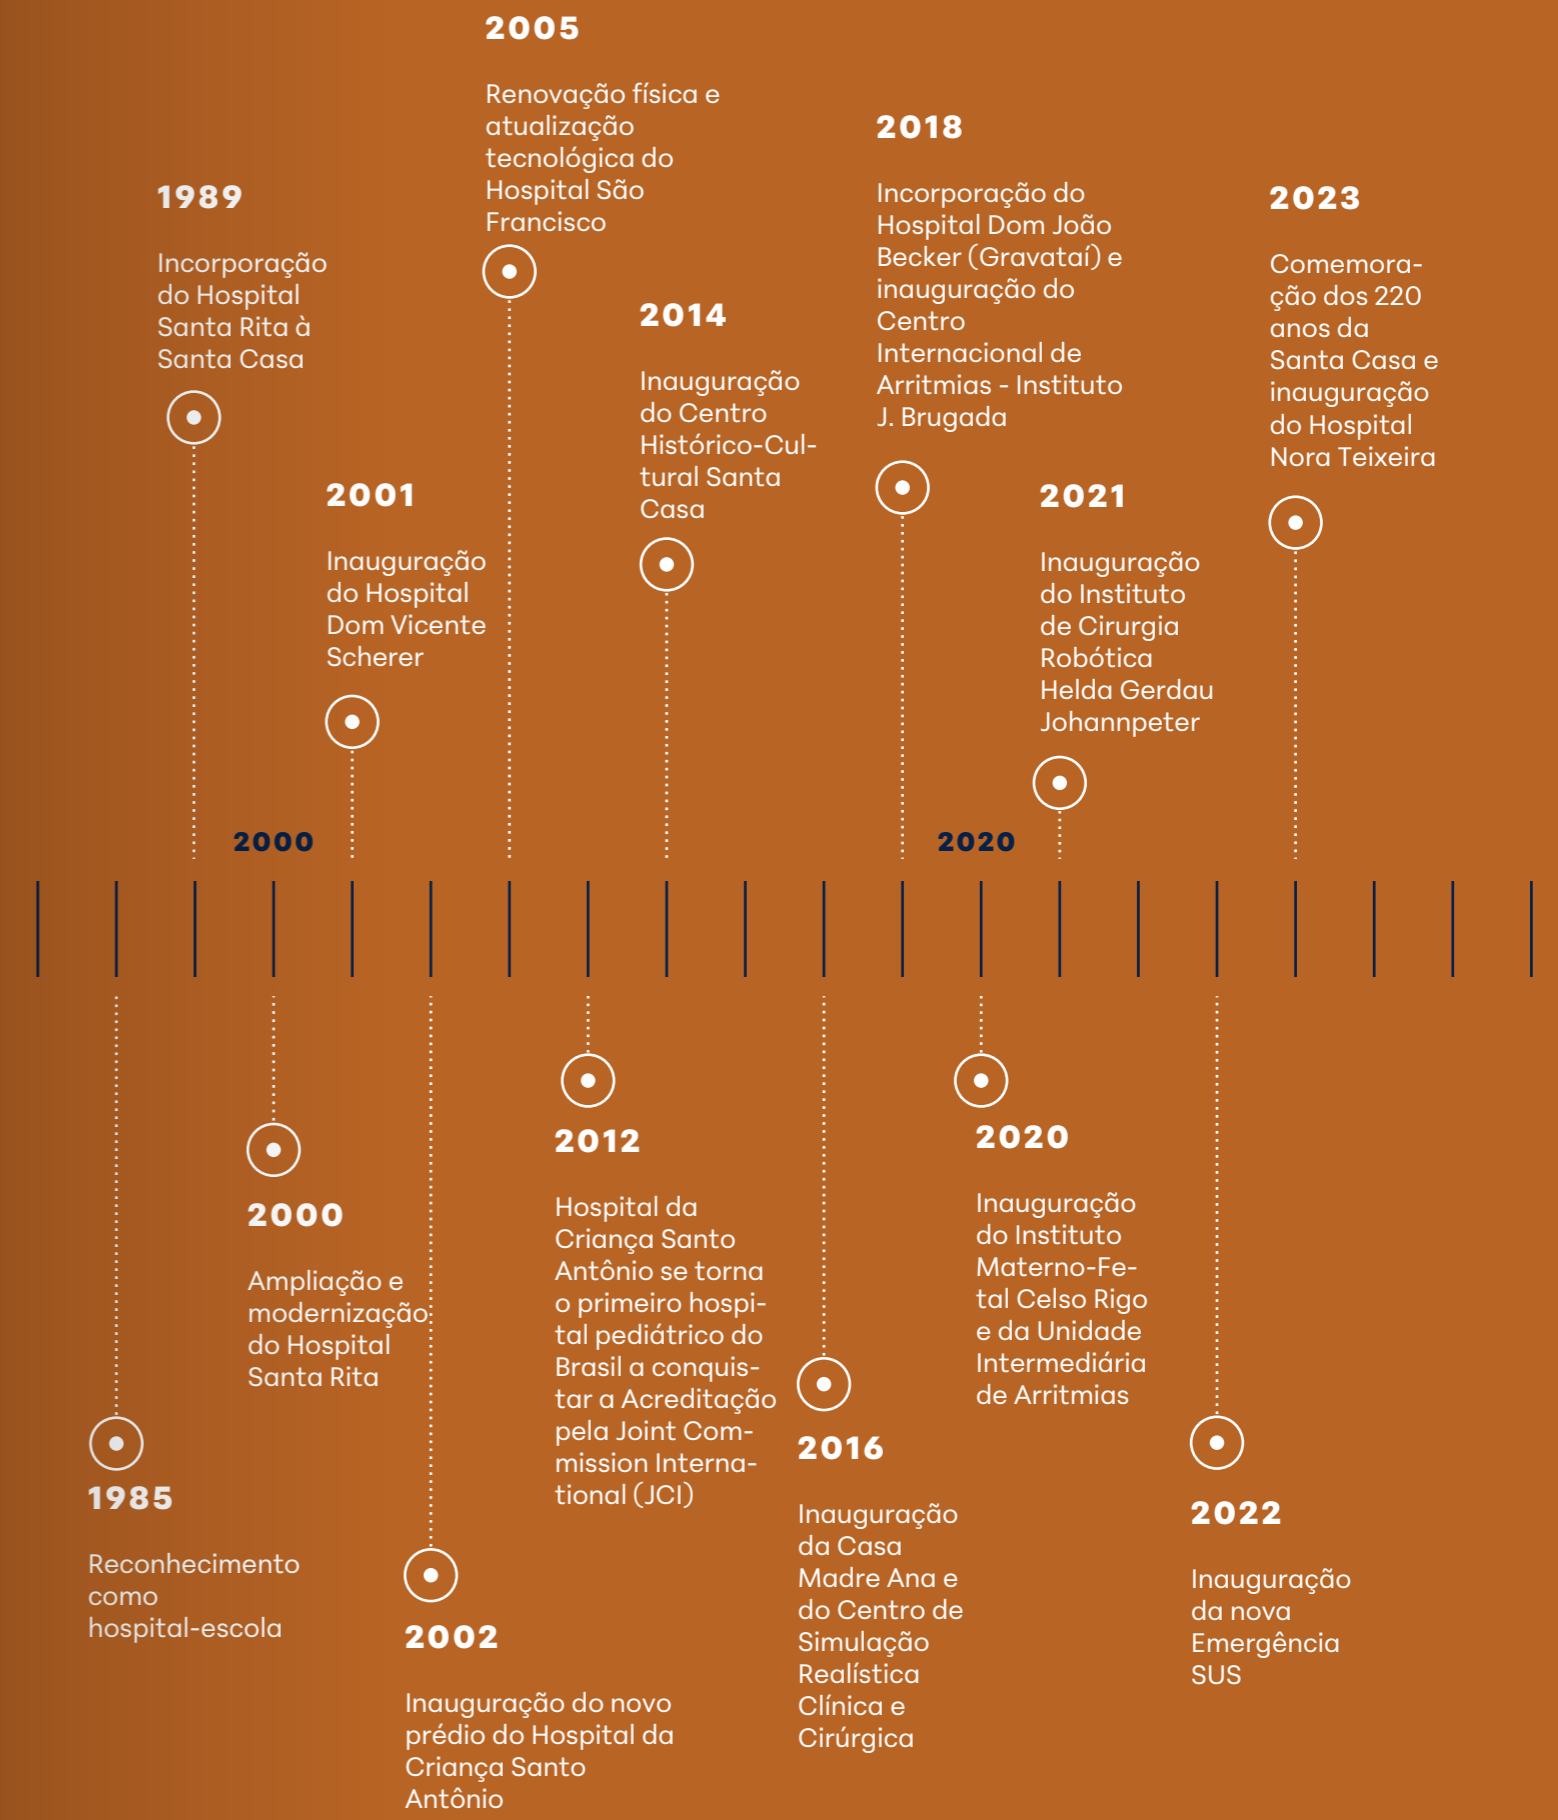 2005
Renovação física e
atualização
tecnológica do
Hospital São
Francisco
2018
Incorporação do
Hospital Dom João
Becker (Gravataí) e
inauguração do
Centro
Internacional de
Arritmias - Instituto
J. Brugada
1989
Incorporação
do Hospital
Santa Rita à
Santa Casa
2023
Comemora-
ção dos 220
anos da
Santa Casa e
inauguração
do Hospital
Nora Teixeira
2014
Inauguração
do Centro
Histórico-Cul-
tural Santa
Casa
2001
Inauguração
do Hospital
Dom Vicente
Scherer
2021
Inauguração
do Instituto
de Cirurgia
Robótica
Helda Gerdau
Johannpeter
2000
2020
2012
Hospital da
Criança Santo
Antônio se torna
o primeiro hospi-
tal pediátrico do
Brasil a conquis-
tar a Acreditação
pela Joint Com-
mission Interna-
tional (JCI)
2020
Inauguração
do Instituto
Materno-Fe-
tal Celso Rigo
e da Unidade
Intermediária
de Arritmias
2000
Ampliação e
modernização
do Hospital
Santa Rita
2016
Inauguração
da Casa
Madre Ana e
do Centro de
Simulação
Realística
Clínica e
Cirúrgica
1985
Reconhecimento
como
hospital-escola
2022
Inauguração
da nova
Emergência
SUS
2002
Inauguração do novo
prédio do Hospital da
Criança Santo
Antônio